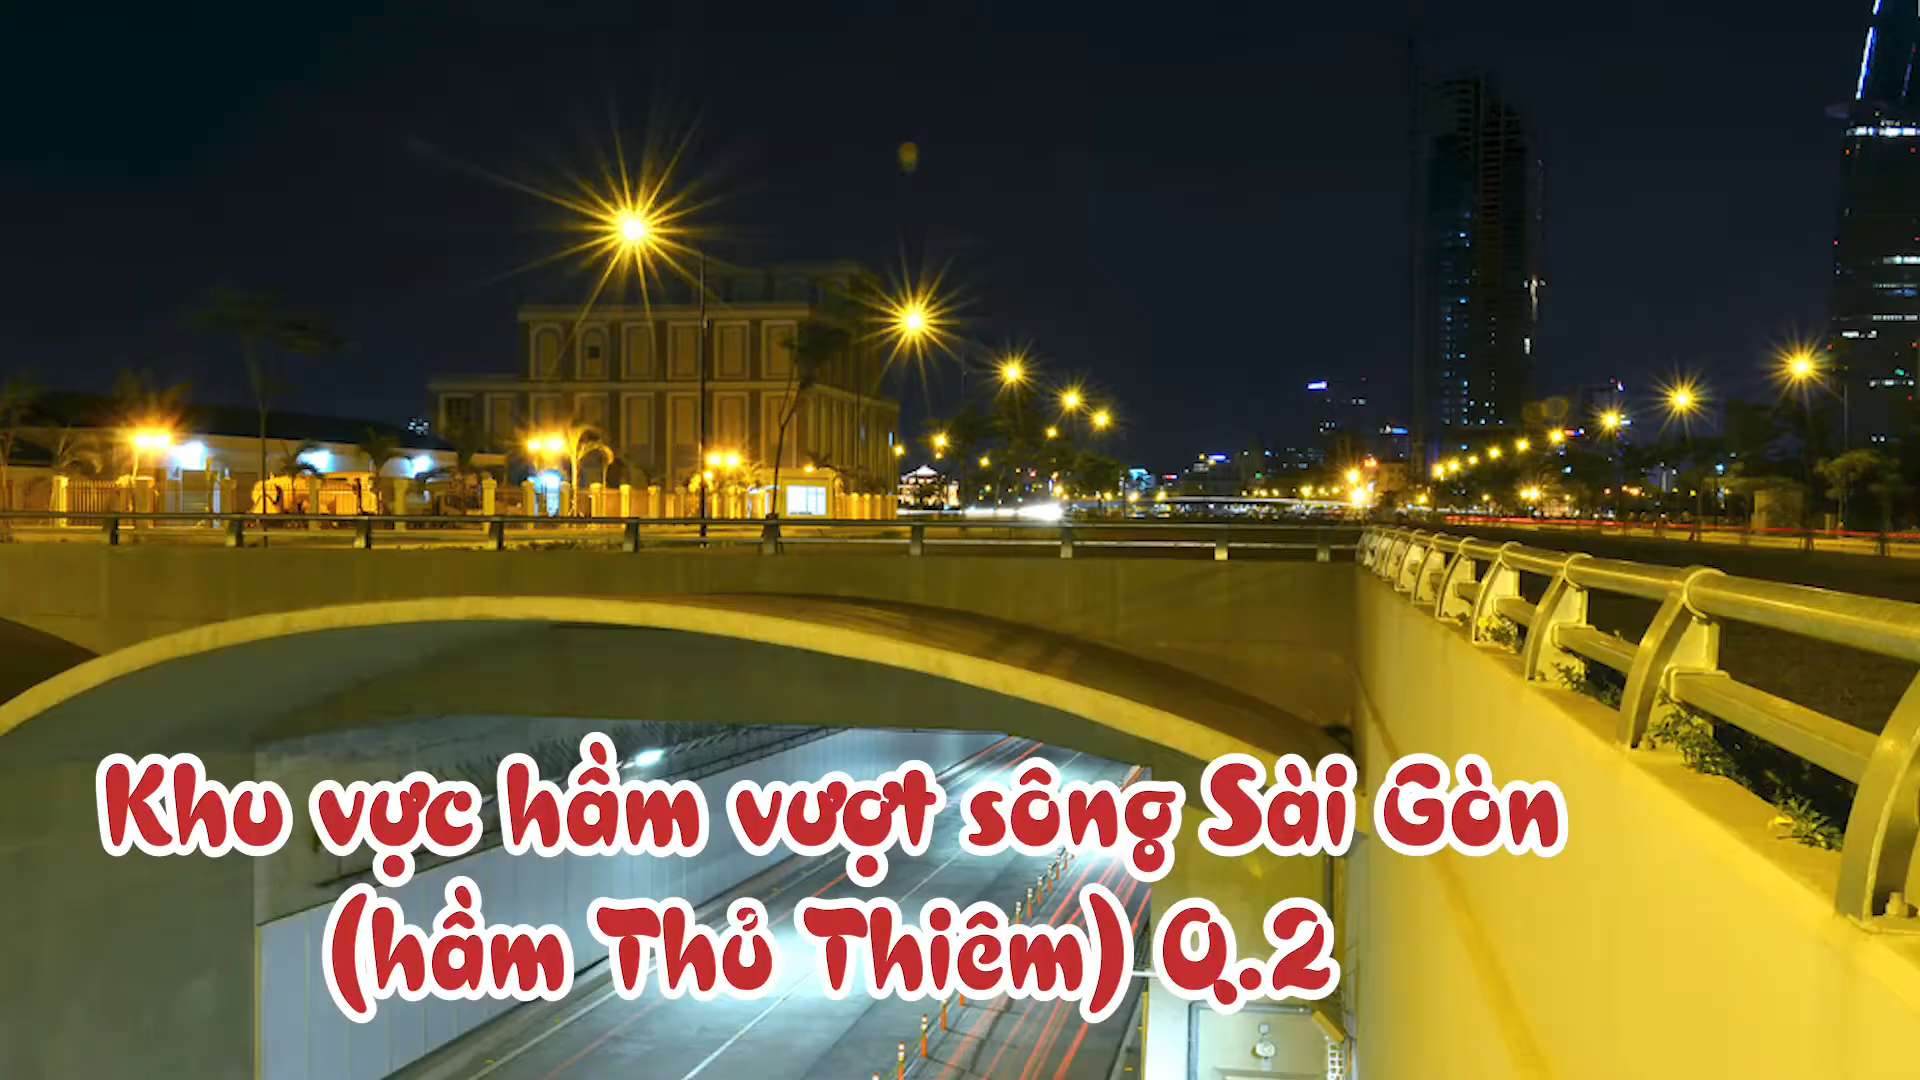 Khu vực hầm vượt sông Sài Gòn
(hầm Thủ Thiêm) Q.2